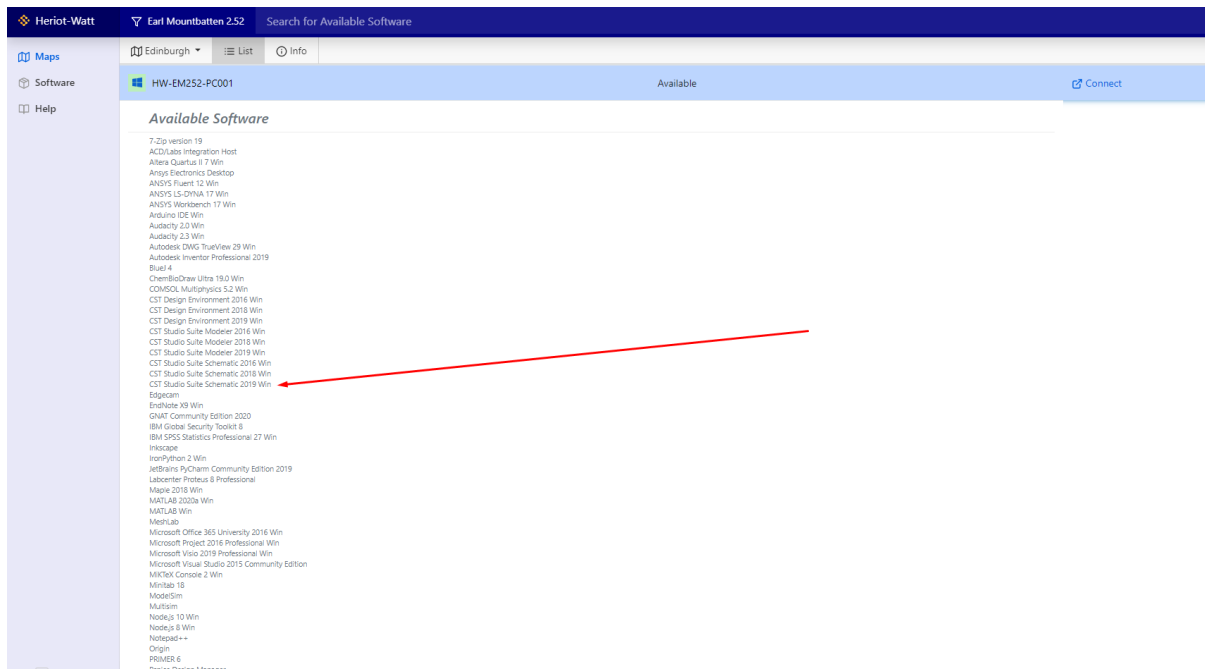 Heriot-Watt
Earl Mountbatten 2.52
Search for Available Software
Maps
Software
Help
Edinburgh
List
Info
HW-EM252-PC001
Available
Connect
Available Software
7-Zip version 19
ACD/Labs Integration Host
Altera Quartus II 7 Win
Ansys Electronics Desktop
ANSYS Fluent 12 Win
ANSYS LS-DYNA 17 Win
ANSYS Workbench 17 Win
Arduino IDE Win
Audacity 2.0 Win
Audacity 2.3 Win
Autodesk DWG TrueView 29 Win
Autodesk Inventor Professional 2019
BlueJ 4
ChemBioDraw Ultra 19.0 Win
COMSOL Multiphysics 5.2 Win
CST Design Environment 2016 Win
CST Design Environment 2018 Win
CST Design Environment 2019 Win
CST Studio Suite Modeler 2016 Win
CST Studio Suite Modeler 2018 Win
CST Studio Suite Modeler 2019 Win
CST Studio Suite Schematic 2016 Win
CST Studio Suite Schematic 2018 Win
CST Studio Suite Schematic 2019 Win
Edgecam
EndNote X9 Win
GNAT Community Edition 2020
IBM Global Security Toolkit 8
IBM SPSS Statistics Professional 27 Win
Inkscape
IronPython 2 Win
JetBrains PyCharm Community Edition 2019
Labcenter Proteus 8 Professional
Maple 2018 Win
MATLAB 2020a Win
MATLAB Win
MeshLab
Microsoft Office 365 University 2016 Win
Microsoft Project 2016 Professional Win
Microsoft Visio 2019 Professional Win
Microsoft Visual Studio 2015 Community Edition
MiKTeX Console 2 Win
Minitab 18
ModelSim
Multisim
Node.js 10 Win
Node.js 8 Win
Notepad++
Origin
PRIMER 6